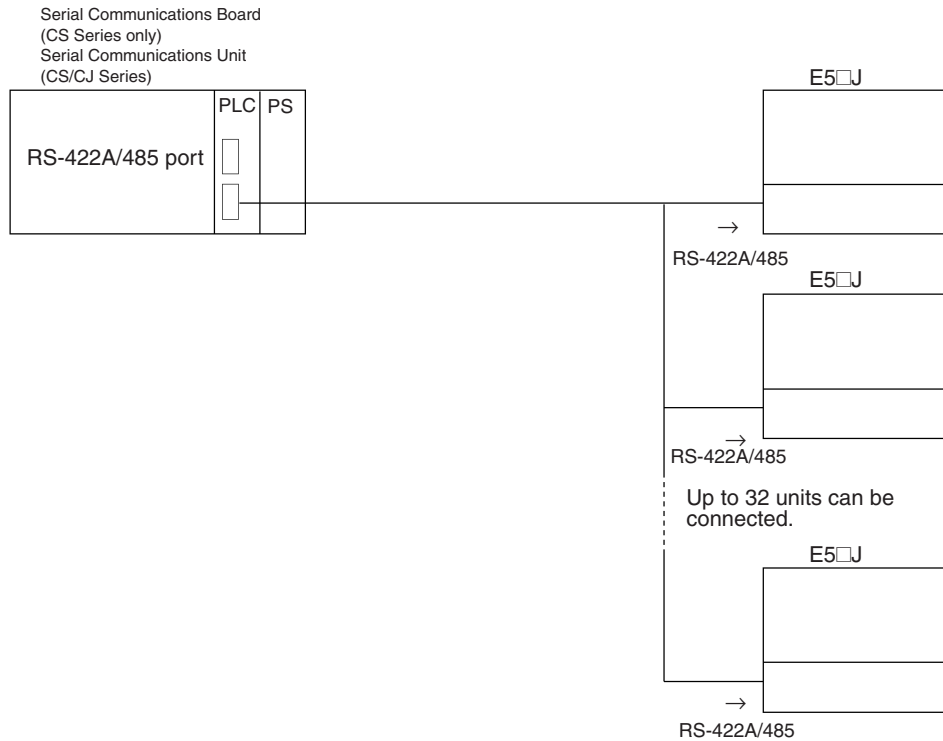 Serial Communications Board
(CS Series only)
Serial Communications Unit
(CS/CJ Series)
PLC PS
RS-422A/485 port
E5□J
→
RS-422A/485
E5□J
→
RS-422A/485
Up to 32 units can be
connected.
E5□J
→
RS-422A/485